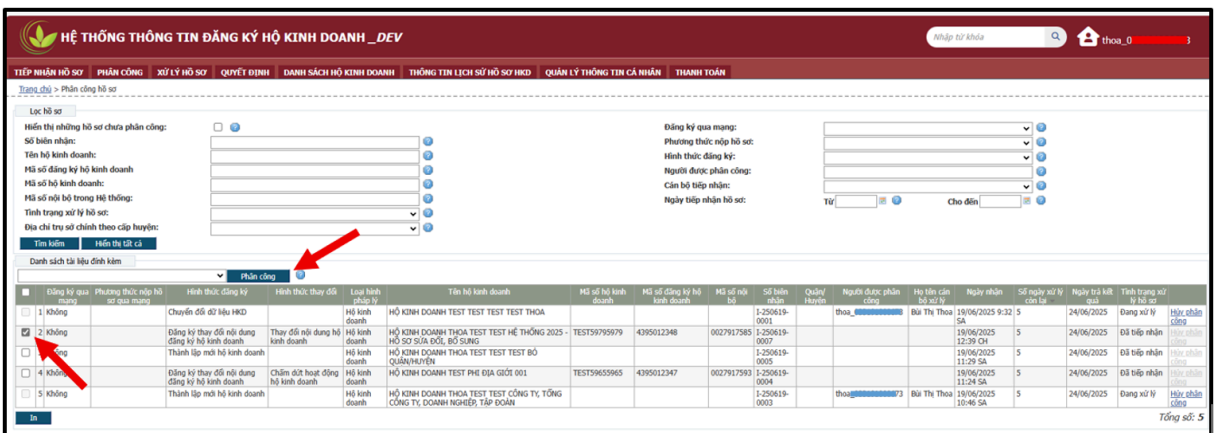 HỆ THỐNG THÔNG TIN ĐĂNG KÝ HỘ KINH DOANH _DEV
Nhập từ khóa
thoa_0
3
TIẾP NHẬN HỒ SƠ PHÂN CÔNG XỬ LÝ HỒ SƠ QUYẾT ĐỊNH DANH SÁCH HỘ KINH DOANH THÔNG TIN LỊCH SỬ HỒ SƠ HKD QUẢN LÝ THÔNG TIN CÁ NHÂN THANH TOÁN
Trang chủ > Phân công hồ sơ
Lọc hồ sơ
Hiển thị những hồ sơ chưa phân công: Đăng ký qua mạng:
Số biên nhận: Phương thức nộp hồ sơ:
Tên hộ kinh doanh: Hình thức đăng ký:
Mã số đăng ký hộ kinh doanh Người được phân công:
Mã số hộ kinh doanh: Cán bộ tiếp nhận:
Mã số nội bộ trong Hệ thống: Ngày tiếp nhận hồ sơ: Từ Cho đến
Tình trạng xử lý hồ sơ:
Địa chỉ trụ sở chính theo cấp huyện:
Tìm kiếm Hiển thị tất cả
Danh sách tài liệu đính kèm
Phân công
Đăng ký qua Phương thức nộp hồ Hình thức đăng ký Hình thức thay đổi Loại hình Tên hộ kinh doanh Mã số hộ kinh Mã số đăng ký hộ Mã số nội Số biên Quận/ Người được phân Họ tên cán Ngày nhận Số ngày xử lý Ngày trả kết Tình trạng xử
mạng sơ qua mạng pháp lý doanh kinh doanh bộ nhận Huyện công bộ xử lý còn lại quả lý hồ sơ
1 Không Chuyển đổi dữ liệu HKD Hộ kinh HỘ KINH DOANH TEST TEST TEST TEST THOA I-250619- thoa_ Bùi Thị Thoa 19/06/2025 9:32 5 24/06/2025 Đang xử lý Hủy phân
doanh 0001 SA công
2 Không Đăng ký thay đổi nội dung Thay đổi nội dung hộ Hộ kinh HỘ KINH DOANH THOA TEST TEST HỆ THỐNG 2025 - TEST59795979 4395012348 0027917585 I-250619- 19/06/2025 5 24/06/2025 Đã tiếp nhận Hủy phân
đăng ký hộ kinh doanh kinh doanh doanh HỒ SƠ SỬA ĐỔI, BỔ SUNG 0007 12:39 CH công
3 Không Thành lập mới hộ kinh doanh Hộ kinh HỘ KINH DOANH THOA TEST TEST TEST BỎ I-250619- 19/06/2025 5 24/06/2025 Đã tiếp nhận Hủy phân
doanh QUẬN/HUYỆN 0005 11:29 SA công
4 Không Đăng ký thay đổi nội dung Chấm dứt hoạt động Hộ kinh HỘ KINH DOANH TEST PHI ĐỊA GIỚI 001 TEST59655965 4395012347 0027917593 I-250619- 19/06/2025 5 24/06/2025 Đã tiếp nhận Hủy phân
đăng ký hộ kinh doanh hộ kinh doanh doanh 0004 11:24 SA công
5 Không Thành lập mới hộ kinh doanh Hộ kinh HỘ KINH DOANH THOA TEST TEST CÔNG TY, TỔNG I-250619- thoa 73 Bùi Thị Thoa 19/06/2025 5 24/06/2025 Đang xử lý Hủy phân
doanh CÔNG TY, DOANH NGHIỆP, TẬP ĐOÀN 0003 10:46 SA công
In Tổng số: 5